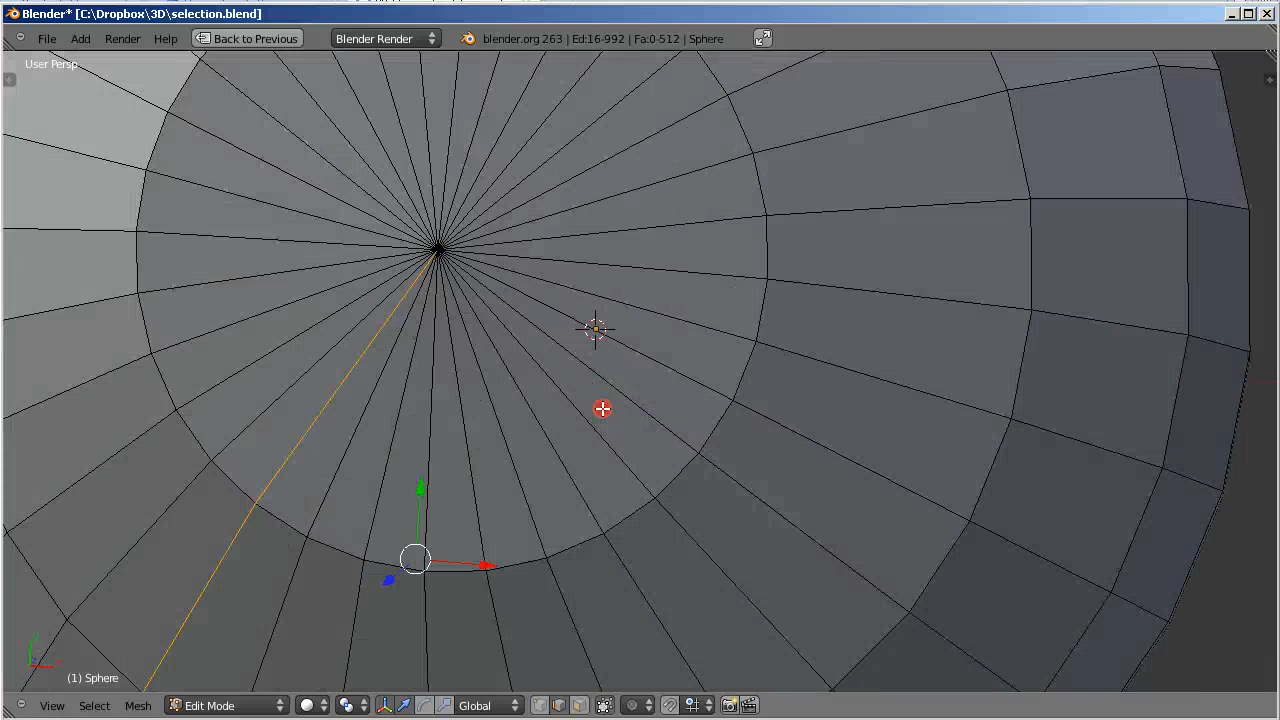 Blender* [C:\Dropbox\3D\selection.blend]
File Add Render Help Back to Previous Blender Render blender.org 263 | Ed:16-992 | Fa:0-512 | Sphere
User Persp
(1) Sphere
View Select Mesh Edit Mode Global